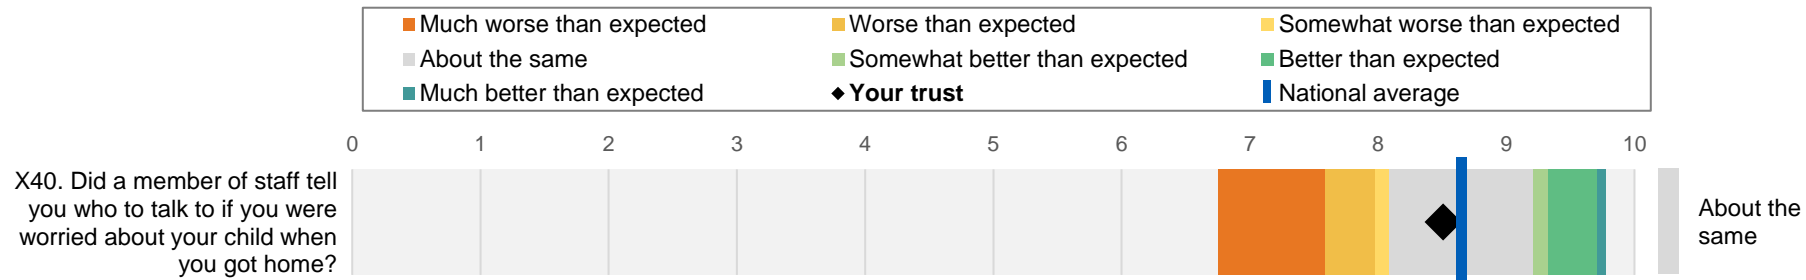 Much worse than expected
Worse than expected
Somewhat worse than expected
About the same
Somewhat better than expected
Better than expected
Much better than expected
Your trust
National average
0 1 2 3 4 5 6 7 8 9 10
X40. Did a member of staff tell
you who to talk to if you were
worried about your child when
you got home?
About the
same